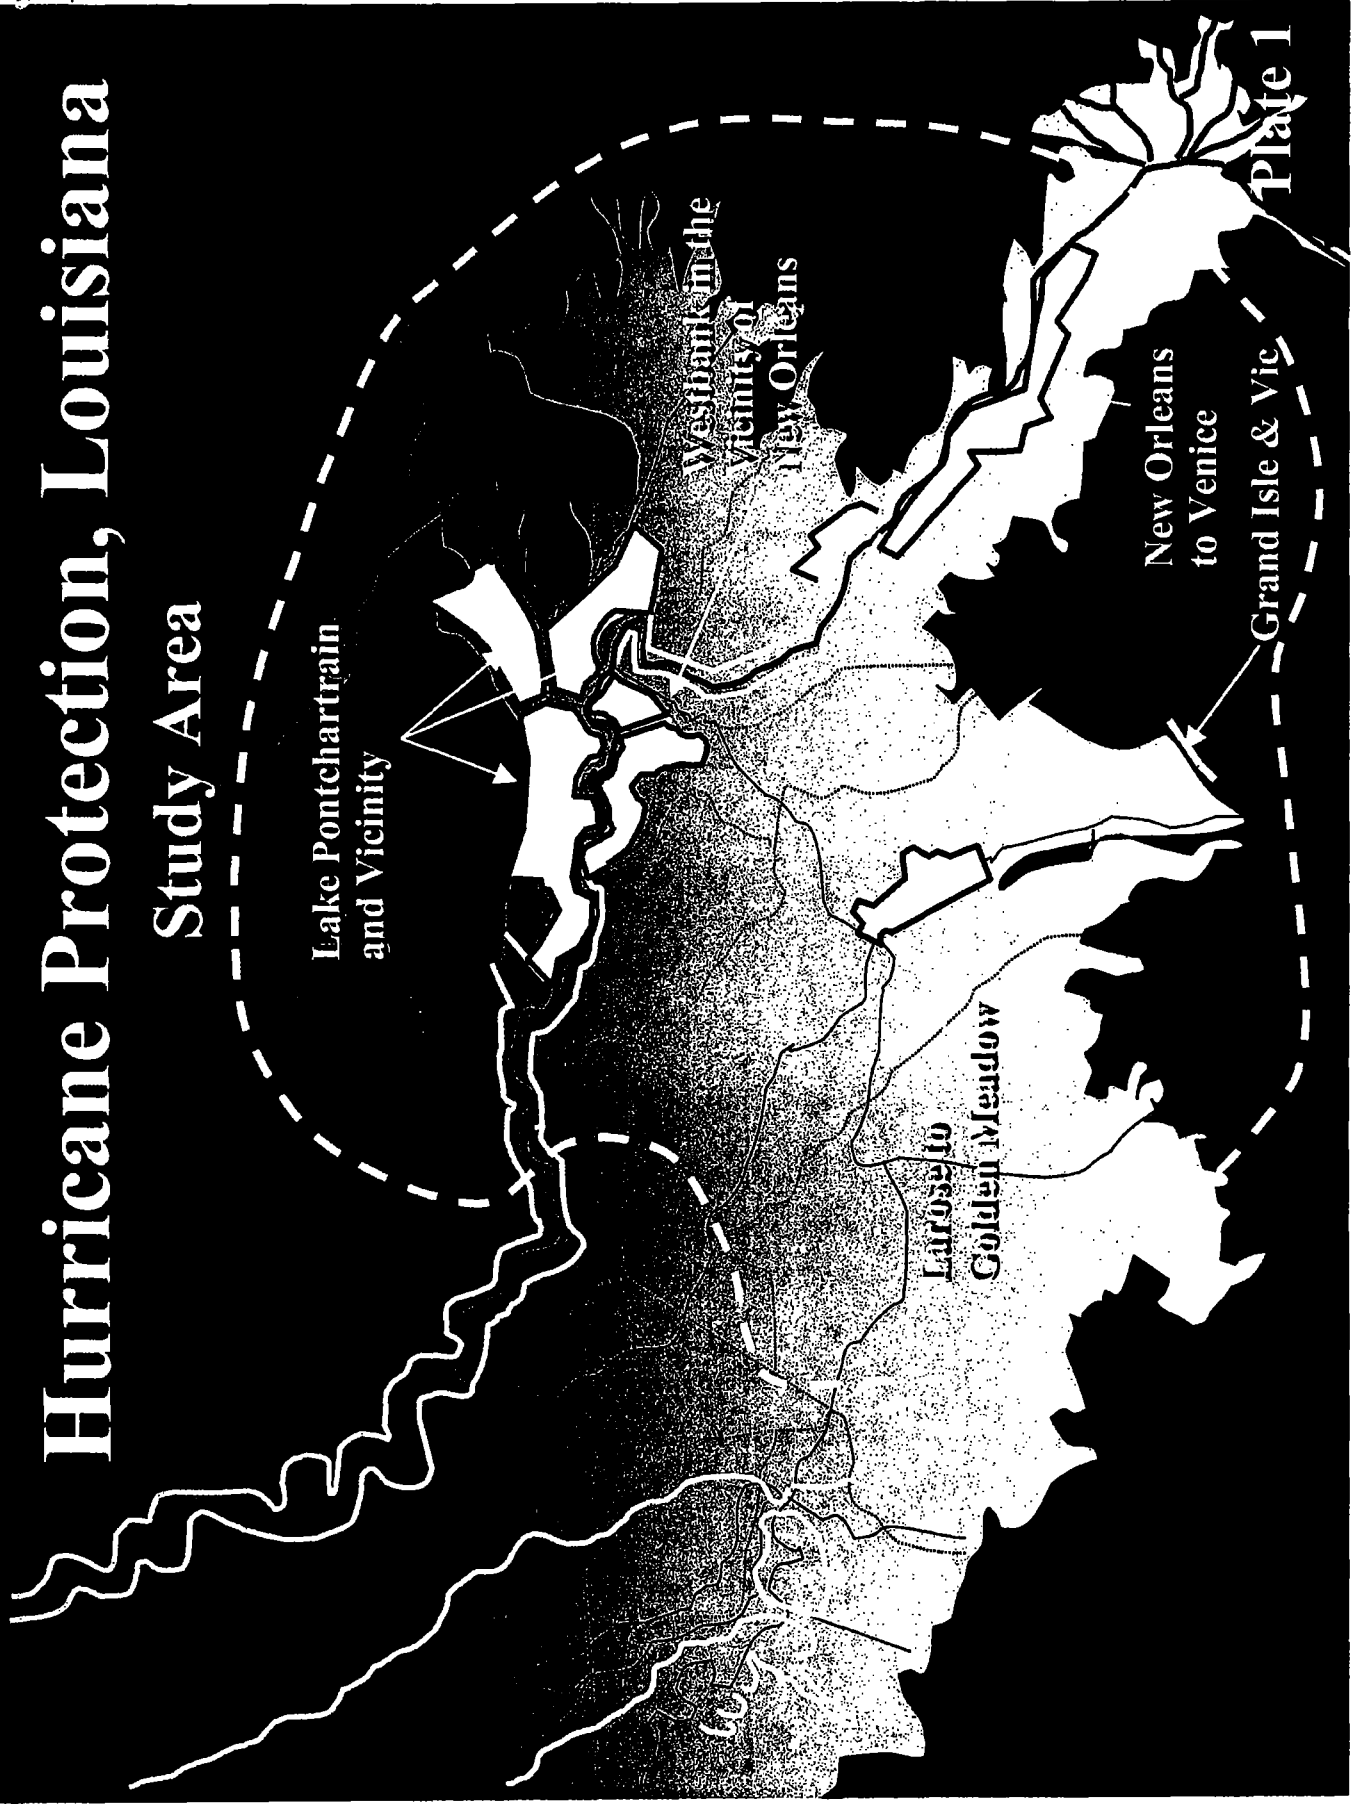 Hurricane Protection, Louisiana
Study Area
Lake Pontchartrain
and Vicinity
Westbank in the
Vicinity of
New Orleans
Larose to
Golden Meadow
New Orleans
to Venice
Grand Isle & Vic
Plate 1